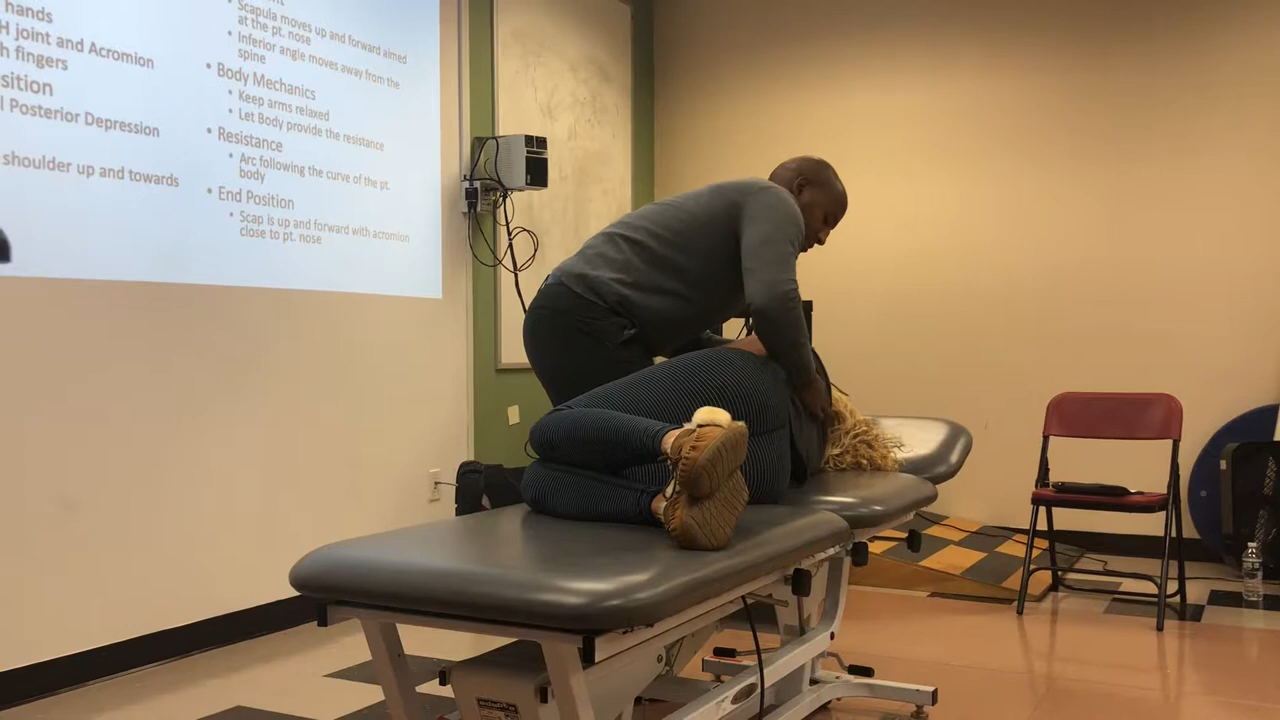 hands
H joint and Acromion
h fingers
sition
l Posterior Depression
shoulder up and towards
• Scapula moves up and forward aimed
at the pt. nose
• Inferior angle moves away from the
spine
• Body Mechanics
• Keep arms relaxed
• Let Body provide the resistance
• Resistance
• Arc following the curve of the pt.
body
• End Position
• Scap is up and forward with acromion
close to pt. nose